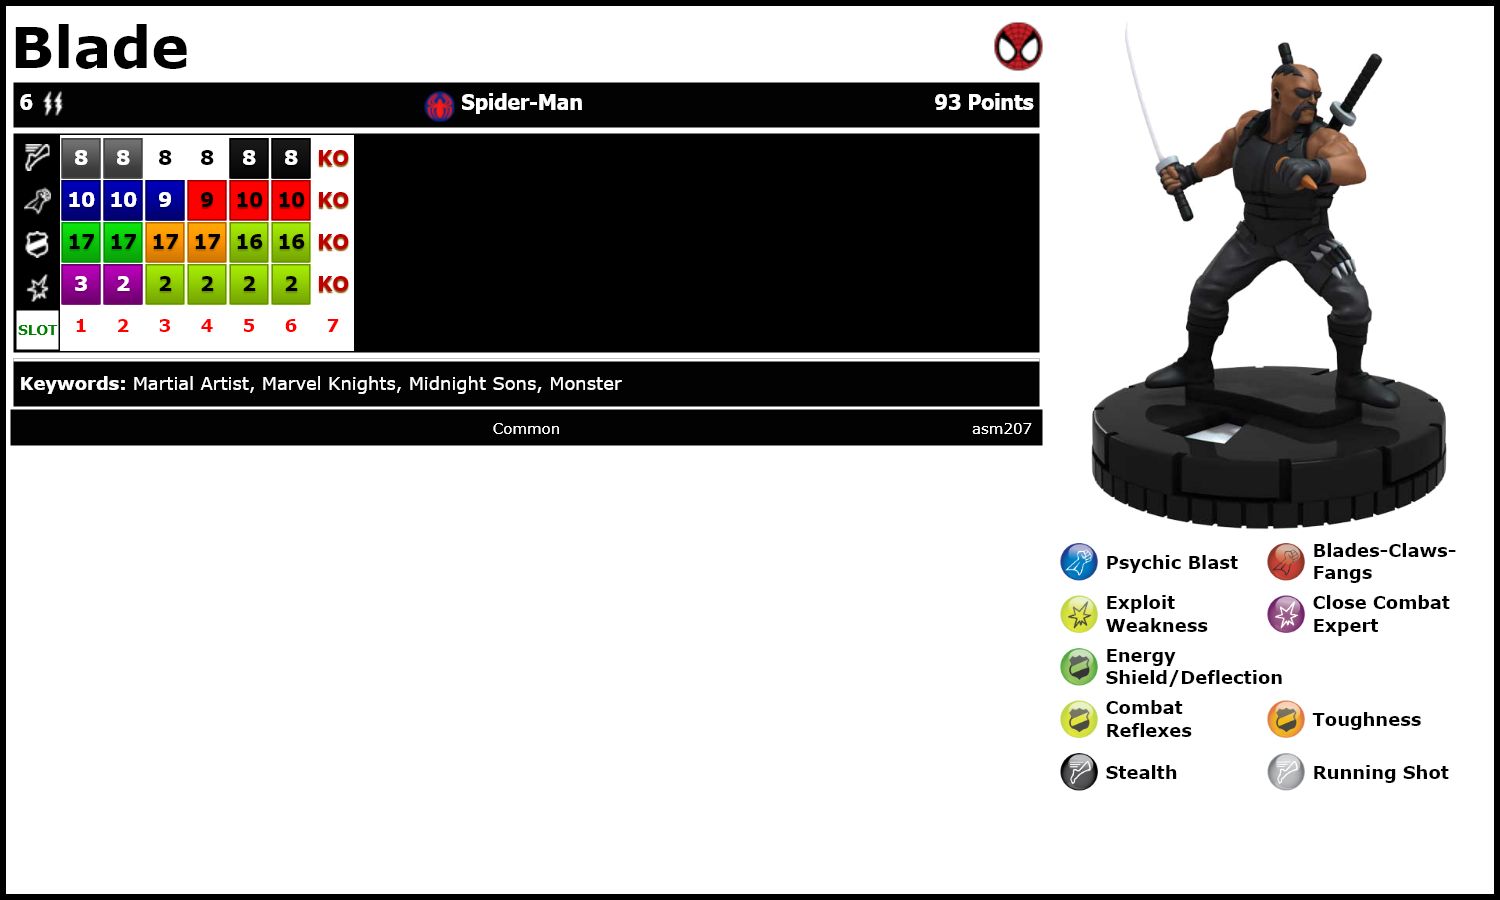 Blade
6 Spider-Man 93 Points
8 8 8 8 8 8 KO
10 10 9 9 10 10 KO
17 17 17 17 16 16 KO
3 2 2 2 2 2 KO
SLOT 1 2 3 4 5 6 7
Keywords: Martial Artist, Marvel Knights, Midnight Sons, Monster
Common asm207
Psychic Blast
Blades-Claws-
Fangs
Exploit
Weakness
Close Combat
Expert
Energy
Shield/Deflection
Combat
Reflexes
Toughness
Stealth
Running Shot